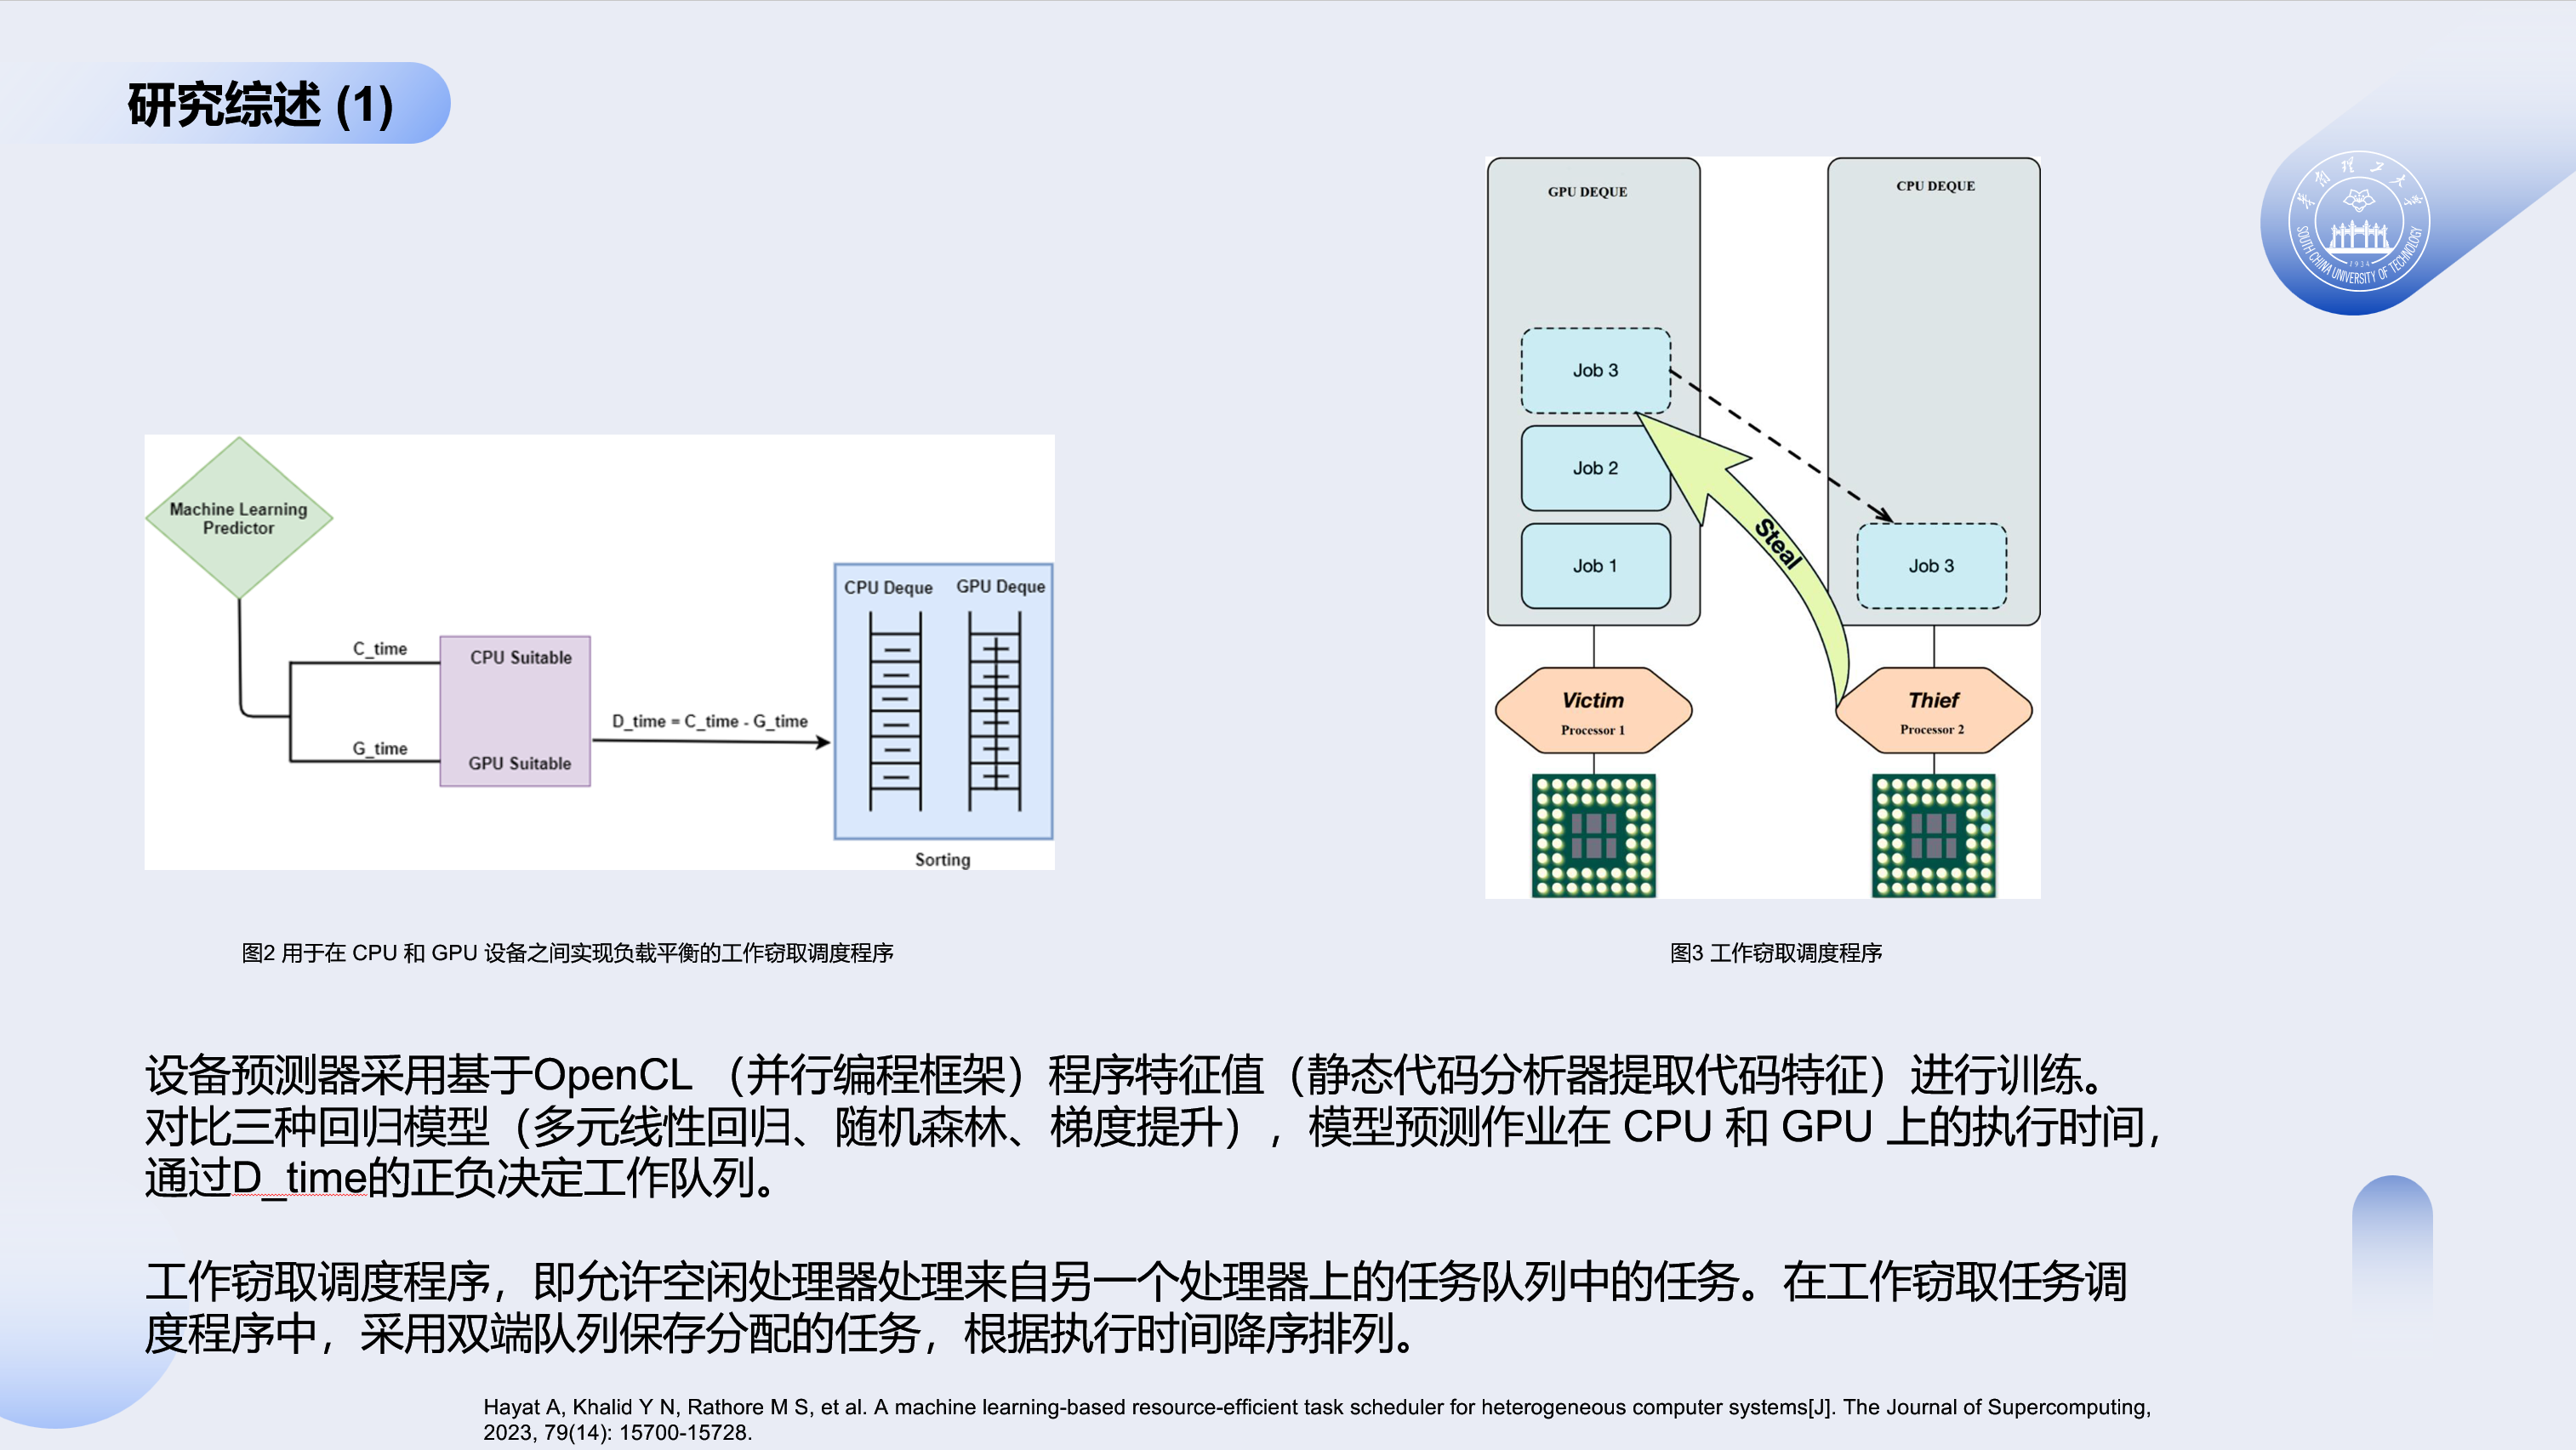 研究综述 (1)
华南理工大学
SOUTH CHINA UNIVERSITY OF TECHNOLOGY
1934
Machine Learning
Predictor
C_time
G_time
CPU Suitable
GPU Suitable
D_time = C_time - G_time
CPU Deque
GPU Deque
Sorting
图2 用于在 CPU 和 GPU 设备之间实现负载平衡的工作窃取调度程序
GPU DEQUE
CPU DEQUE
Job 3
Job 2
Job 1
Job 3
Steal
Victim
Processor 1
Thief
Processor 2
图3 工作窃取调度程序
设备预测器采用基于OpenCL （并行编程框架）程序特征值（静态代码分析器提取代码特征）进行训练。
对比三种回归模型（多元线性回归、随机森林、梯度提升），模型预测作业在 CPU 和 GPU 上的执行时间，
通过D_time的正负决定工作队列。
工作窃取调度程序，即允许空闲处理器处理来自另一个处理器上的任务队列中的任务。在工作窃取任务调
度程序中，采用双端队列保存分配的任务，根据执行时间降序排列。
Hayat A, Khalid Y N, Rathore M S, et al. A machine learning-based resource-efficient task scheduler for heterogeneous computer systems[J]. The Journal of Supercomputing,
2023, 79(14): 15700-15728.